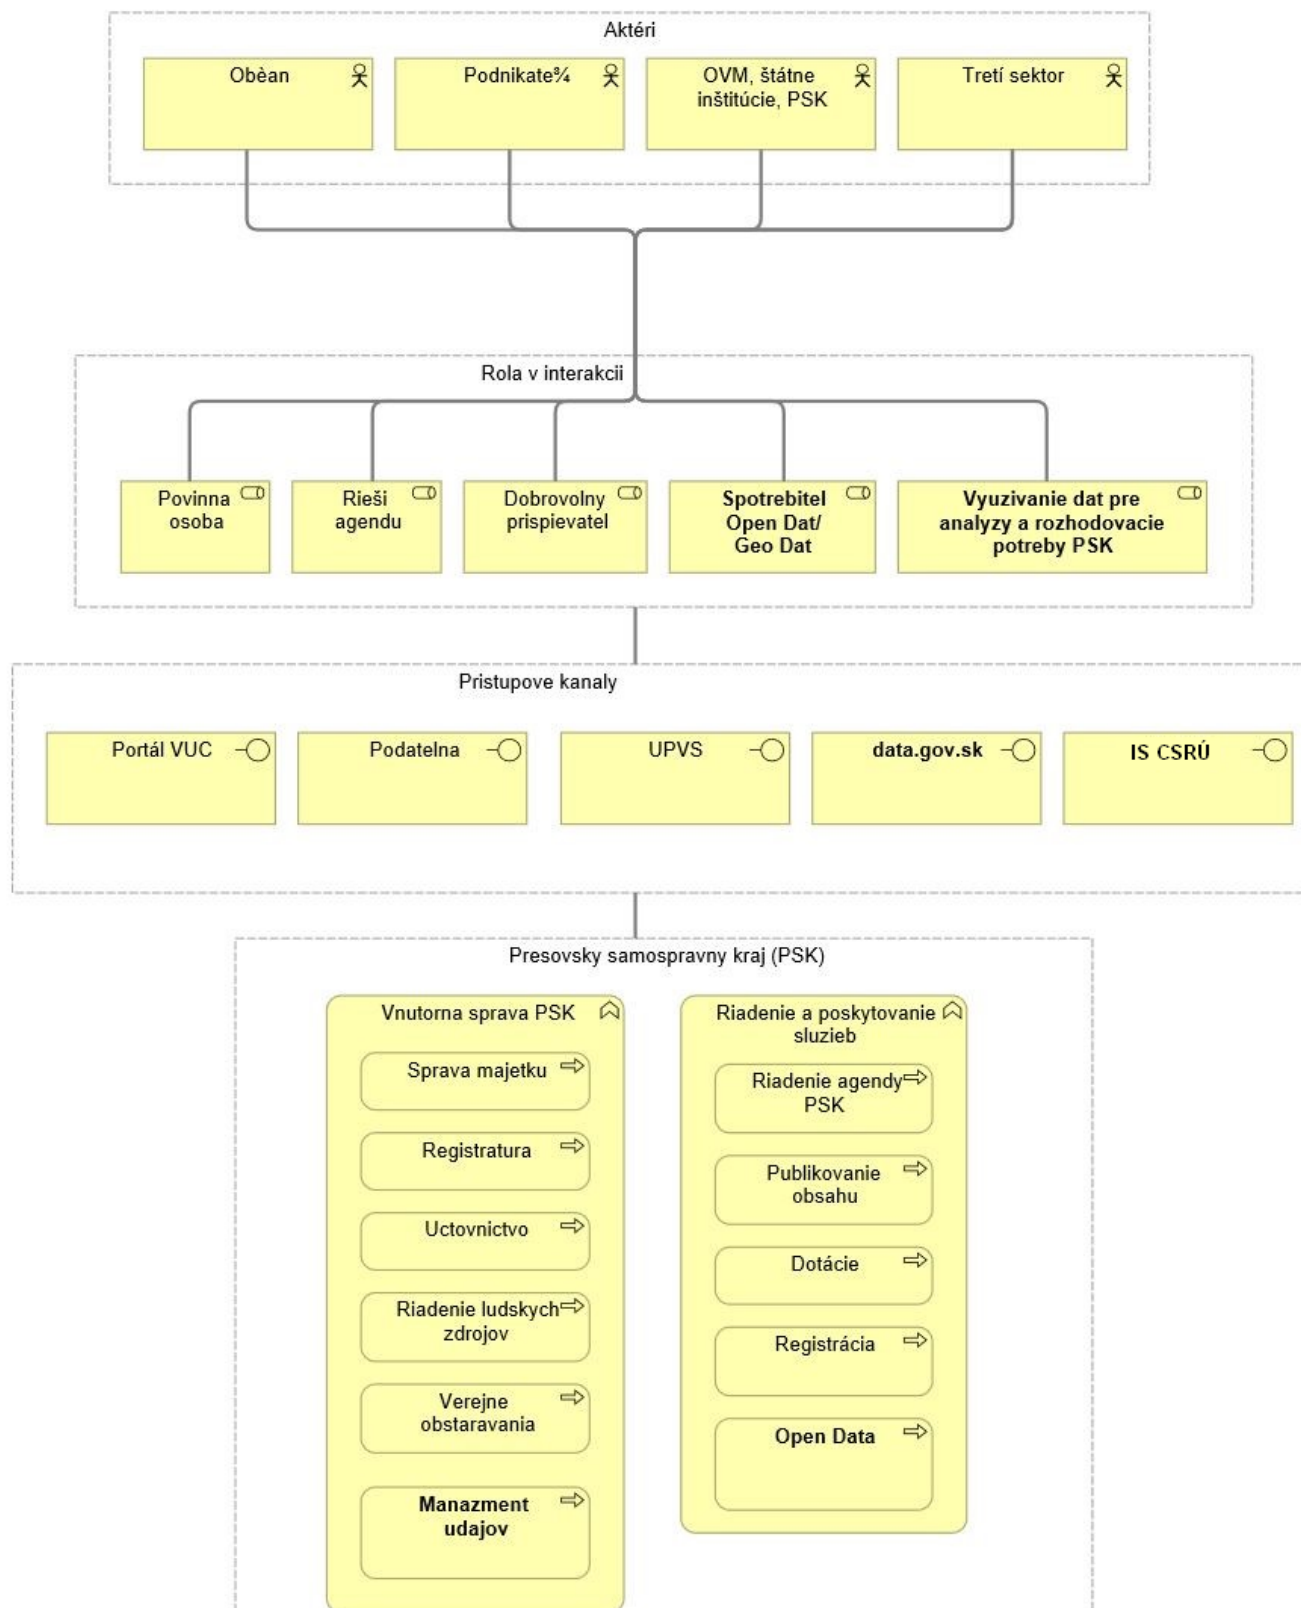 Aktéri
Obèan
Podnikate¾
OVM, štátne
inštitúcie, PSK
Tretí sektor
Rola v interakcii
Povinna
osoba
Rieši
agendu
Dobrovolny
prispievatel
Spotrebitel
Open Dat/
Geo Dat
Vyuzivanie dat pre
analyzy a rozhodovacie
potreby PSK
Pristupove kanaly
Portál VUC
Podatelna
UPVS
data.gov.sk
IS CSRÚ
Presovsky samospravny kraj (PSK)
Vnutorna sprava PSK
Sprava majetku
Registratura
Uctovnictvo
Riadenie ludskych
zdrojov
Verejne
obstaravania
Manazment
udajov
Riadenie a poskytovanie
sluzieb
Riadenie agendy
PSK
Publikovanie
obsahu
Dotácie
Registrácia
Open Data